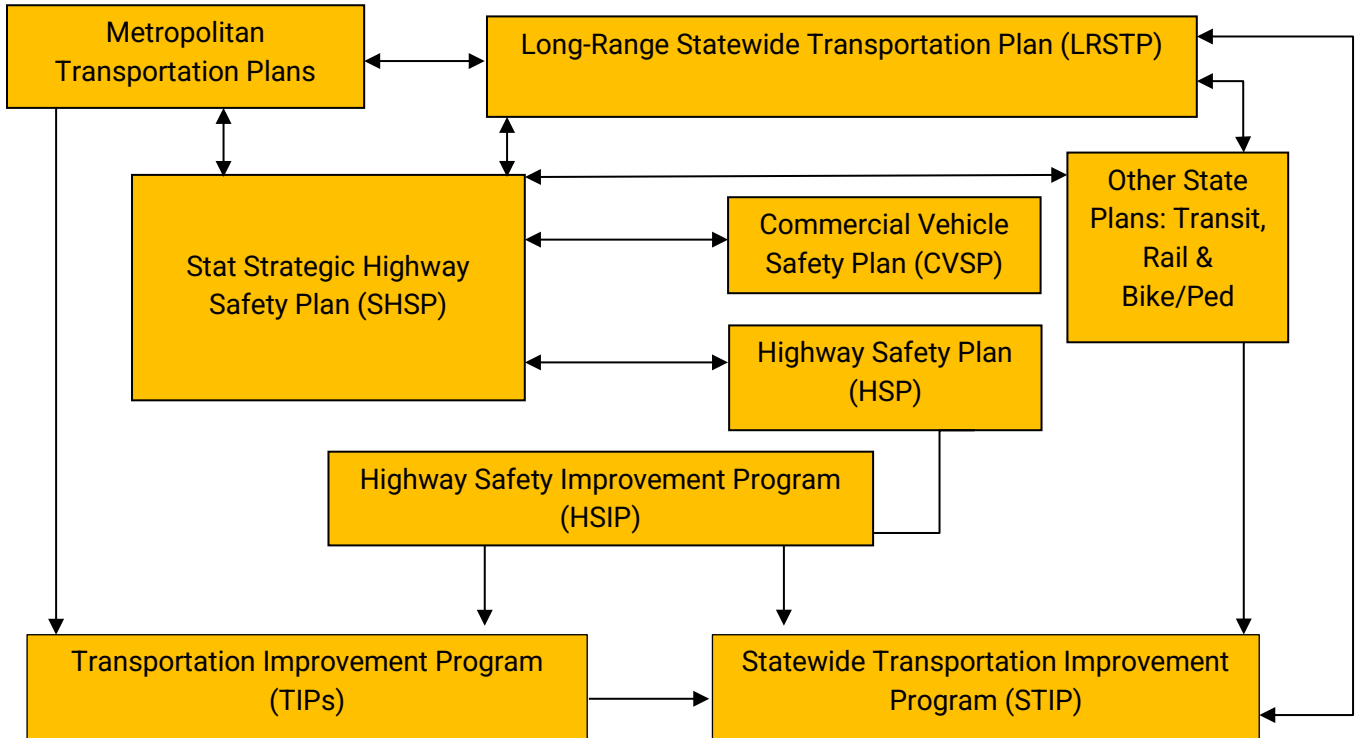 Metropolitan
Transportation Plans
Long-Range Statewide Transportation Plan (LRSTP)
Other State
Plans: Transit,
Rail &
Bike/Ped
Stat Strategic Highway
Safety Plan (SHSP)
Commercial Vehicle
Safety Plan (CVSP)
Highway Safety Plan
(HSP)
Highway Safety Improvement Program
(HSIP)
Transportation Improvement Program
(TIPs)
Statewide Transportation Improvement
Program (STIP)